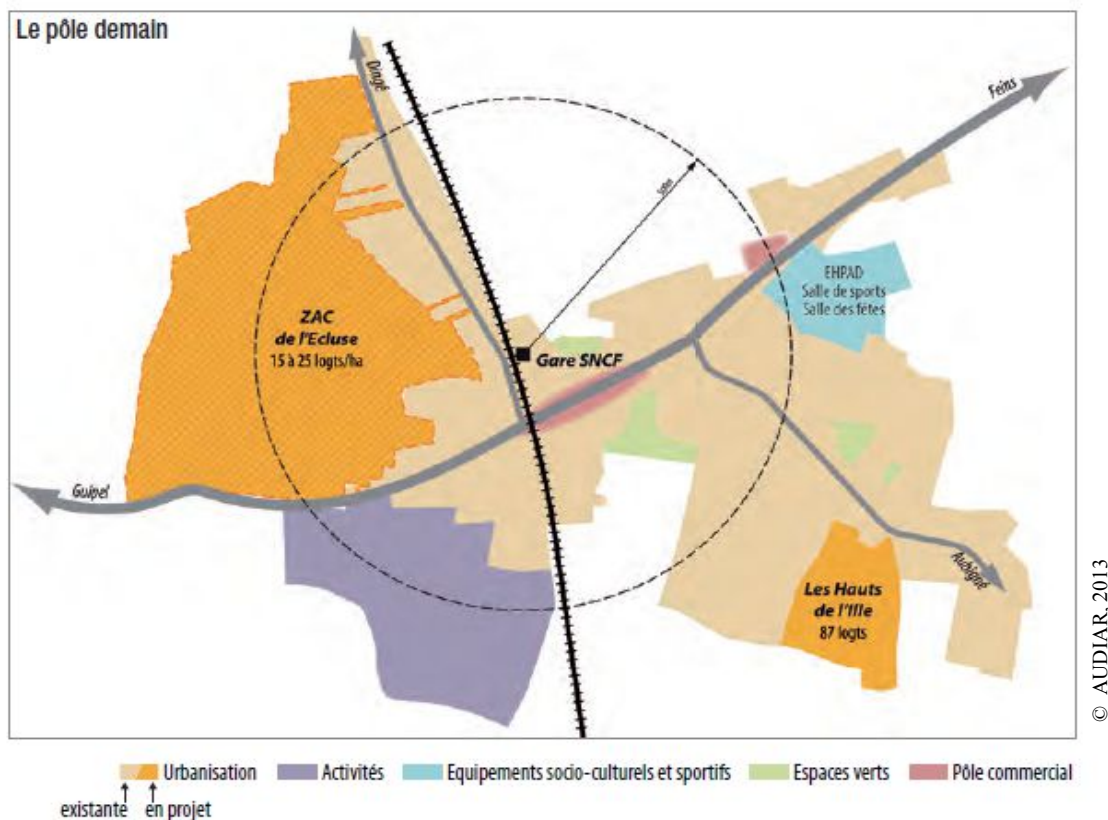 Le pôle demain
Dingé
Feins
EHPAD
Salle de sports
Salle des fêtes
ZAC
de l'Ecluse
15 à 25 logts/ha
Gare SNCF
Guipel
Aubigné
Les Hauts
de l'Ille
87 logts
© AUDIAR, 2013
Urbanisation
Activités
Equipements socio-culturels et sportifs
Espaces verts
Pôle commercial
existante
en projet